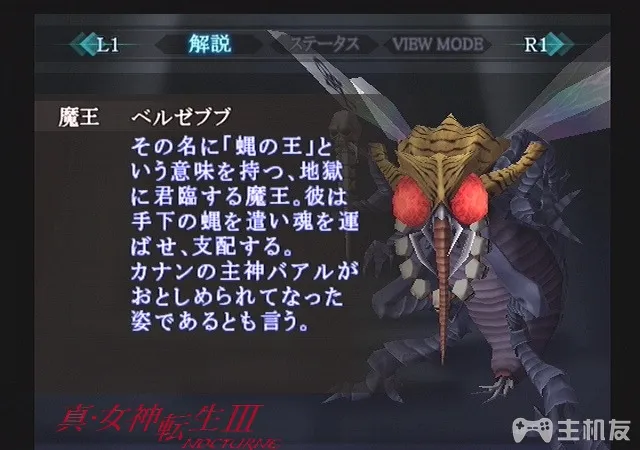 L1 解説 ステータス VIEW MODE R1
魔王 ベルゼブブ
その名に「蝿の王」と
いう意味を持つ、地獄
に君臨する魔王。彼は
手下の蝿を遣い魂を運
ばせ、支配する。
カナンの主神バアルが
おとしめられてなった
姿であるとも言う。
真・女神転生III
NOCTURNE
主机友